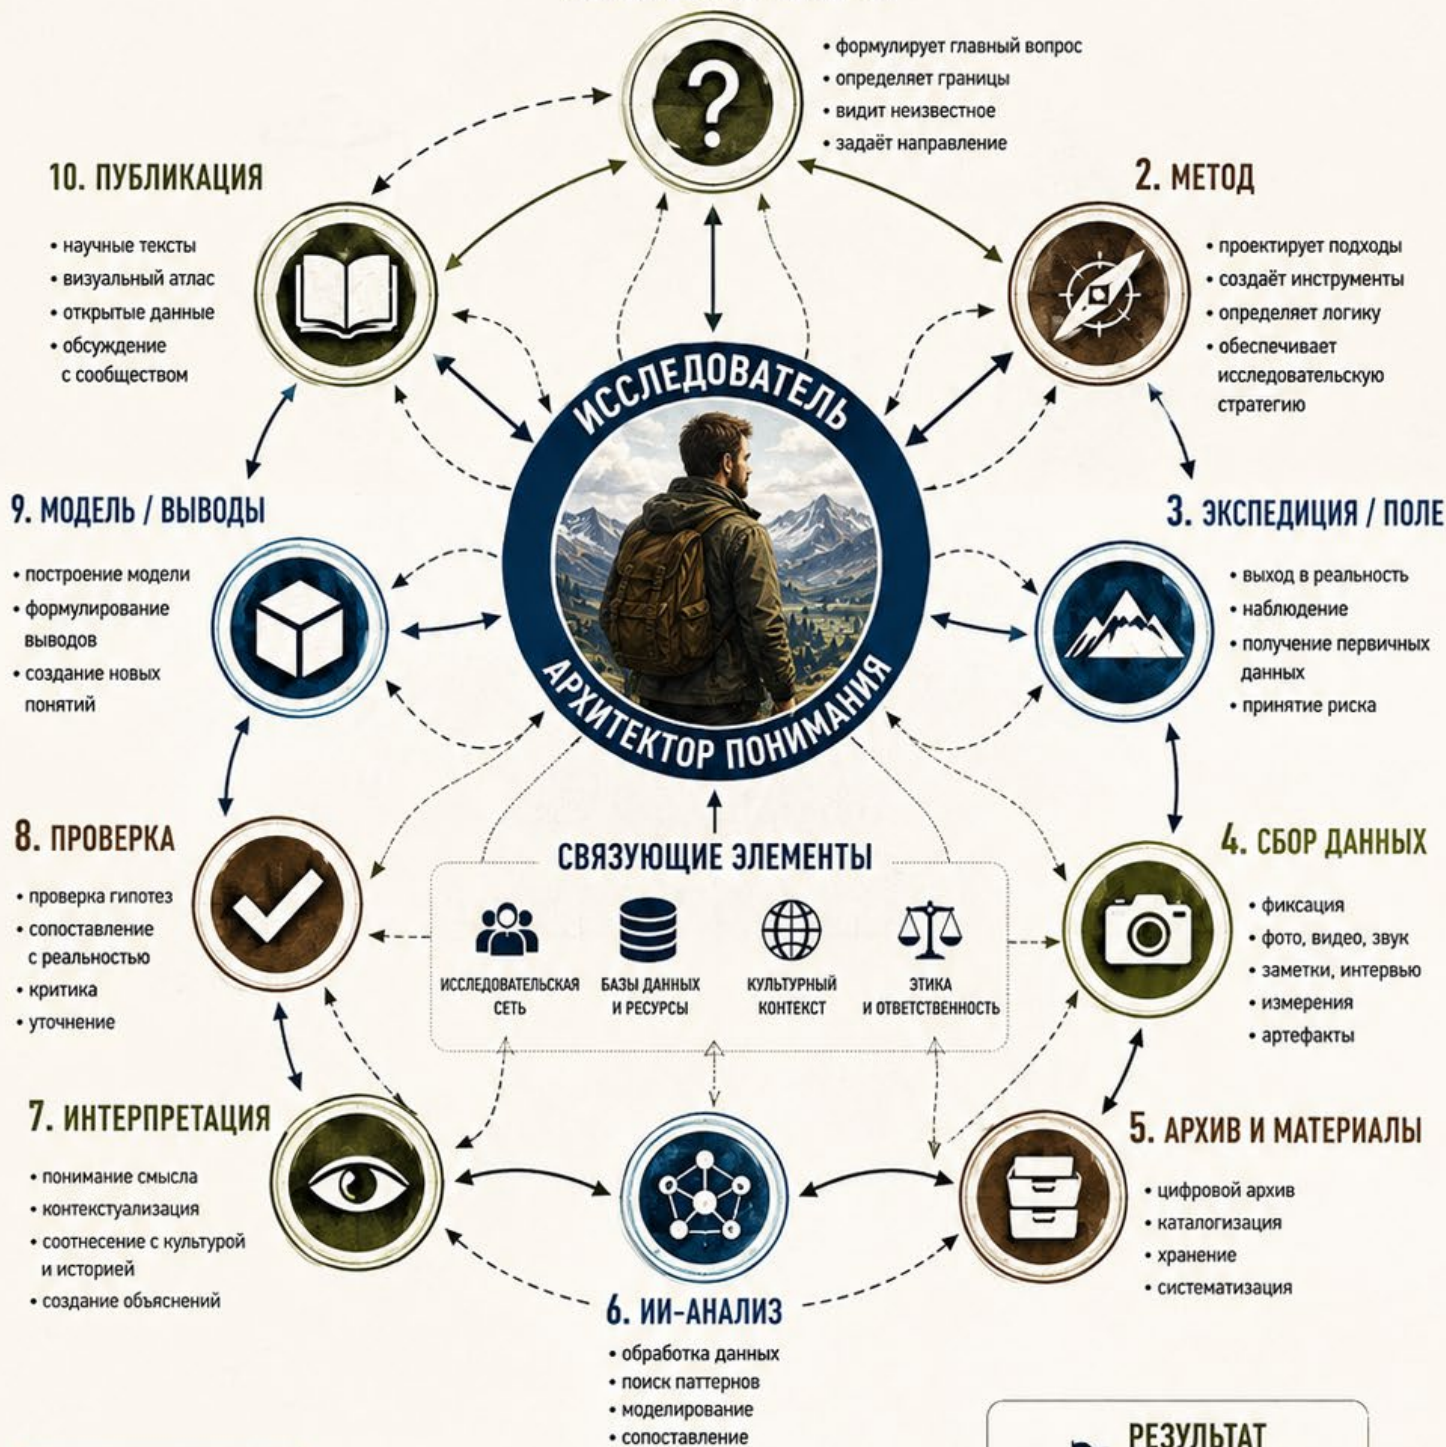 • формулирует главный вопрос
• определяет границы
• видит неизвестное
• задаёт направление
10. ПУБЛИКАЦИЯ
• научные тексты
• визуальный атлас
• открытые данные
• обсуждение
с сообществом
2. МЕТОД
• проектирует подходы
• создаёт инструменты
• определяет логику
• обеспечивает
исследовательскую
стратегию
ИССЛЕДОВАТЕЛЬ
АРХИТЕКТОР ПОНИМАНИЯ
9. МОДЕЛЬ / ВЫВОДЫ
• построение модели
• формулирование
выводов
• создание новых
понятий
3. ЭКСПЕДИЦИЯ / ПОЛЕ
• выход в реальность
• наблюдение
• получение первичных
данных
• принятие риска
8. ПРОВЕРКА
• проверка гипотез
• сопоставление
с реальностью
• критика
• уточнение
СВЯЗУЮЩИЕ ЭЛЕМЕНТЫ
ИССЛЕДОВАТЕЛЬСКАЯ
СЕТЬ
БАЗЫ ДАННЫХ
И РЕСУРСЫ
КУЛЬТУРНЫЙ
КОНТЕКСТ
ЭТИКА
И ОТВЕТСТВЕННОСТЬ
4. СБОР ДАННЫХ
• фиксация
• фото, видео, звук
• заметки, интервью
• измерения
• артефакты
7. ИНТЕРПРЕТАЦИЯ
• понимание смысла
• контекстуализация
• соотнесение с культурой
и историей
• создание объяснений
5. АРХИВ И МАТЕРИАЛЫ
• цифровой архив
• каталогизация
• хранение
• систематизация
6. ИИ-АНАЛИЗ
• обработка данных
• поиск паттернов
• моделирование
• сопоставление
РЕЗУЛЬТАТ